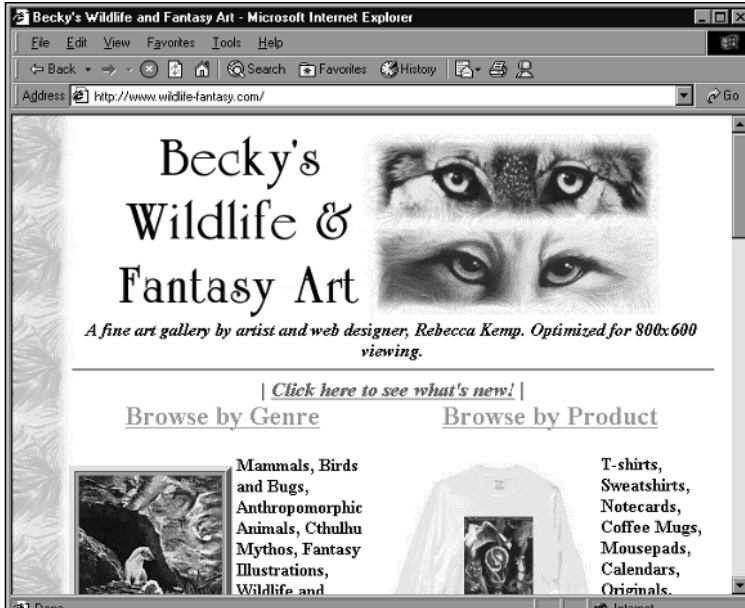 Becky's Wildlife and Fantasy Art - Microsoft Internet Explorer
File Edit View Favorites Tools Help
Back Search Favorites History
Address http://www.wildlife-fantasy.com/ Go
Becky's
Wildlife &
Fantasy Art
A fine art gallery by artist and web designer, Rebecca Kemp. Optimized for 800x600
viewing.
| Click here to see what's new! |
Browse by Genre Browse by Product
Mammals, Birds
and Bugs,
Anthropomorphic
Animals, Cthulhu
Mythos, Fantasy
Illustrations,
Wildlife and
T-shirts,
Sweatshirts,
Notecards,
Coffee Mugs,
Mousepads,
Calendars,
Originals,
Done Internet